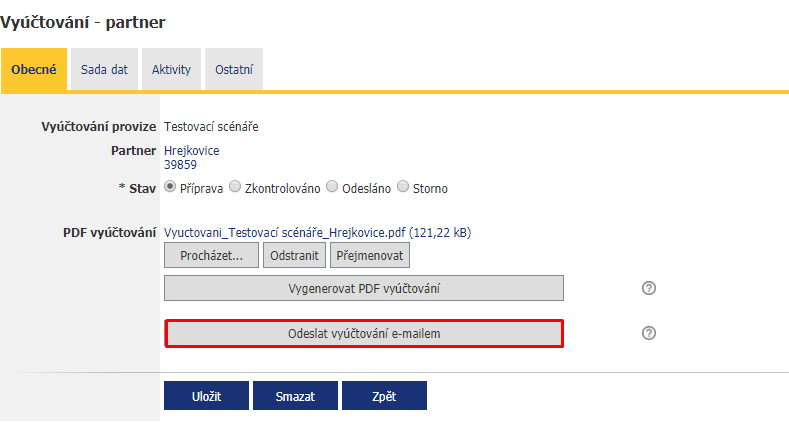 Vyúčtování - partner
Obecné Sada dat Aktivity Ostatní
Vyúčtování provize Testovací scénáře
Partner Hrejkovice
39859
* Stav Příprava Zkontrolováno Odesláno Storno
PDF vyúčtování Vyuctovani_Testovací scénáře_Hrejkovice.pdf (121,22 kB)
Procházet... Odstranit Přejmenovat
Vygenerovat PDF vyúčtování ?
Odeslat vyúčtování e-mailem ?
Uložit Smazat Zpět